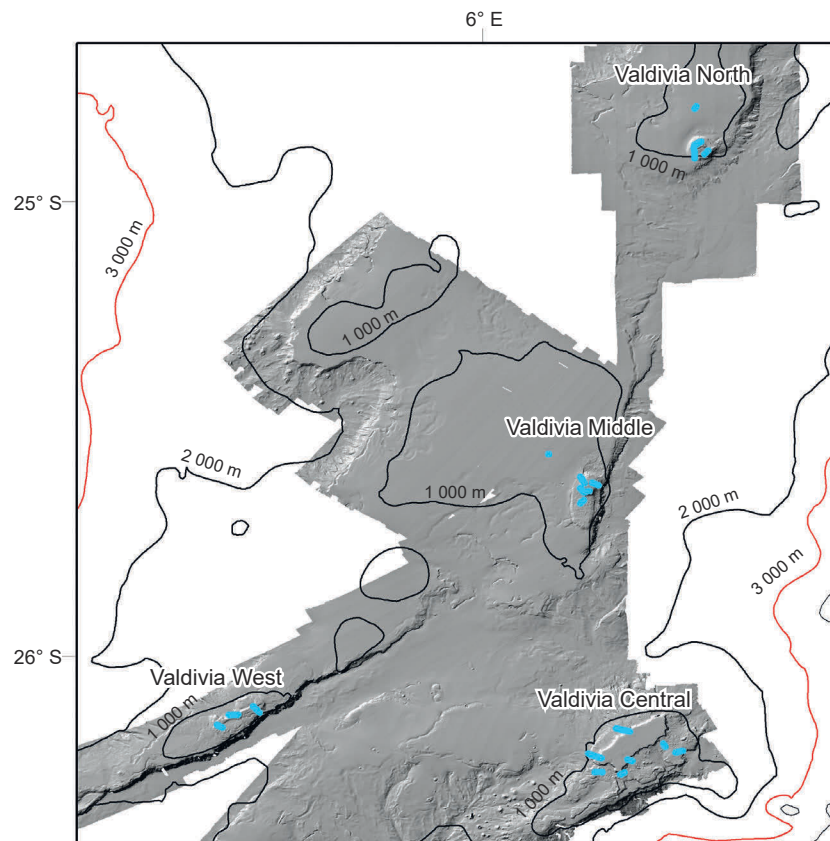 6° E
Valdivia North
1 000 m
25° S
3 000 m
1 000 m
Valdivia Middle
2 000 m
1 000 m
2 000 m
3 000 m
26° S
Valdivia West
Valdivia Central
1 000 m
1 000 m